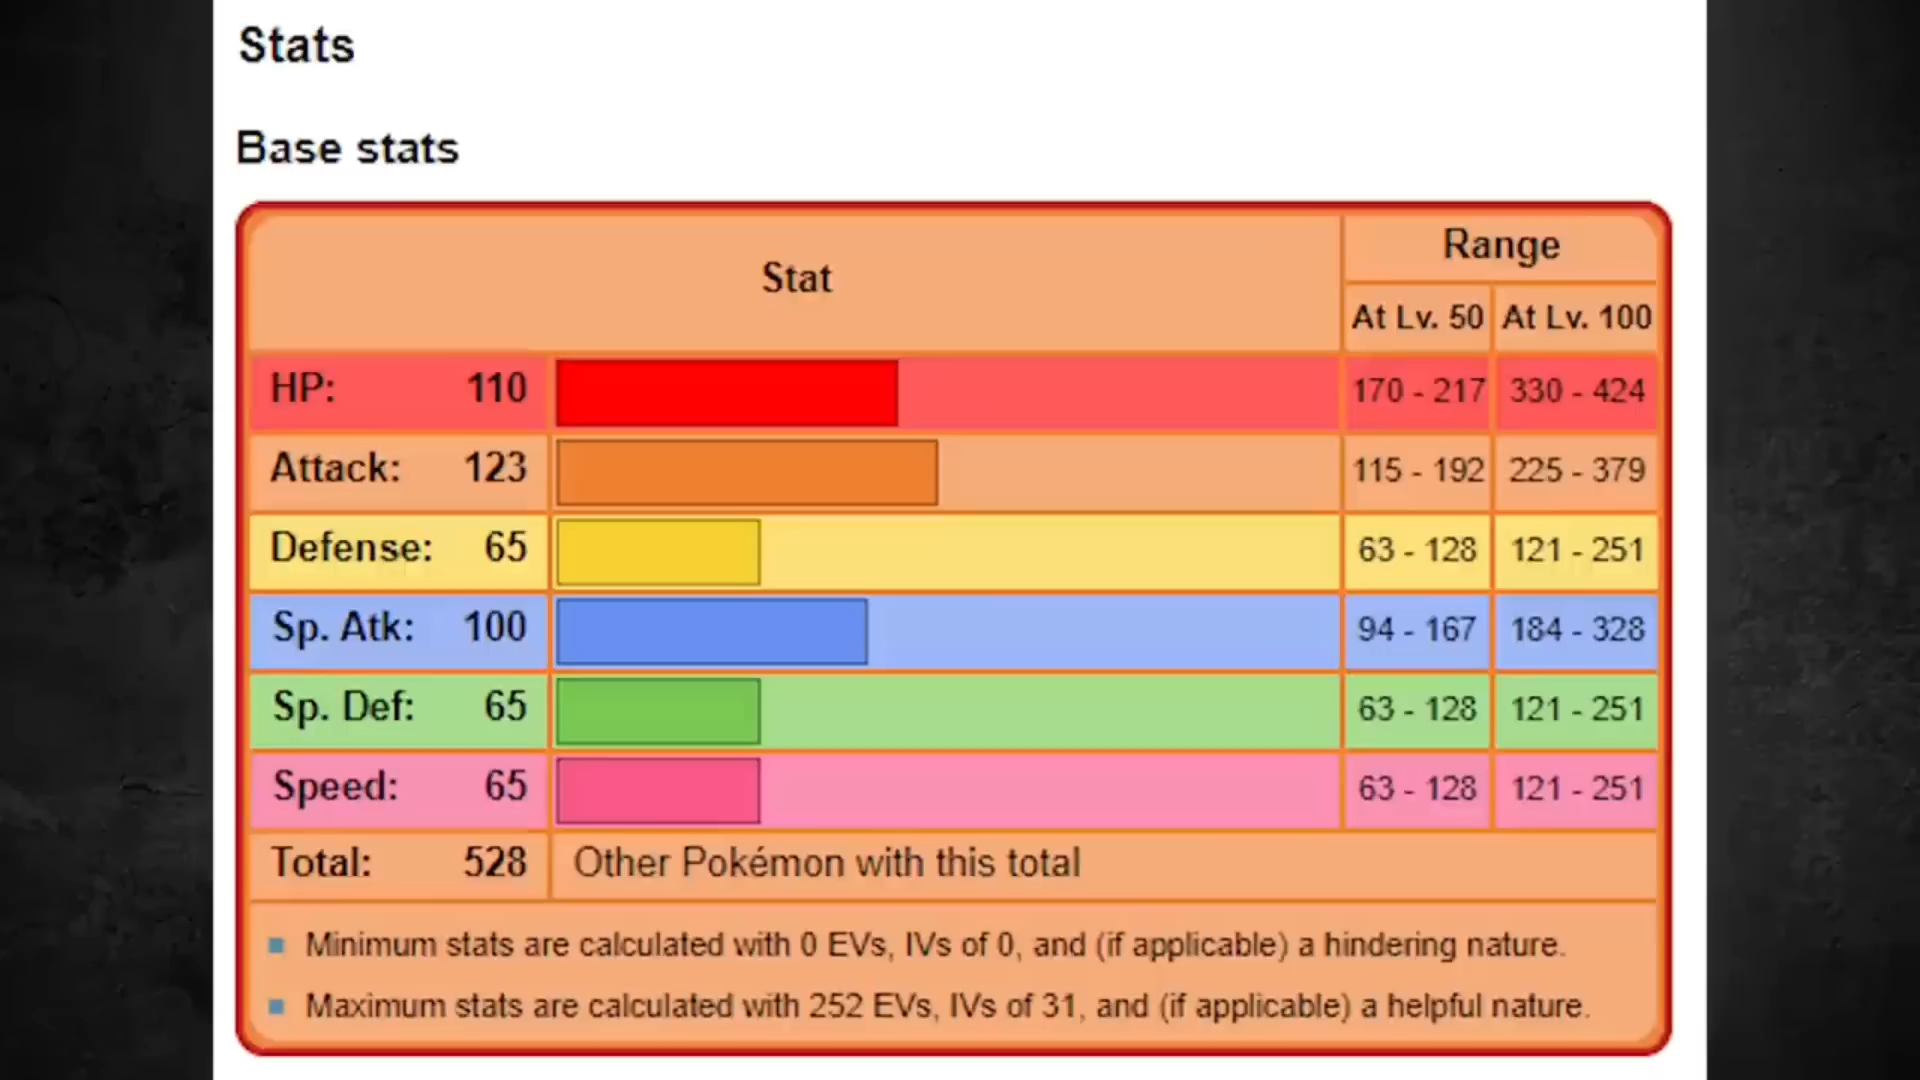 Stats
Base stats
Stat
Range
At Lv. 50 At Lv. 100
HP: 110 170 - 217 330 - 424
Attack: 123 115 - 192 225 - 379
Defense: 65 63 - 128 121 - 251
Sp. Atk: 100 94 - 167 184 - 328
Sp. Def: 65 63 - 128 121 - 251
Speed: 65 63 - 128 121 - 251
Total: 528 Other Pokémon with this total
Minimum stats are calculated with 0 EVs, IVs of 0, and (if applicable) a hindering nature.
Maximum stats are calculated with 252 EVs, IVs of 31, and (if applicable) a helpful nature.